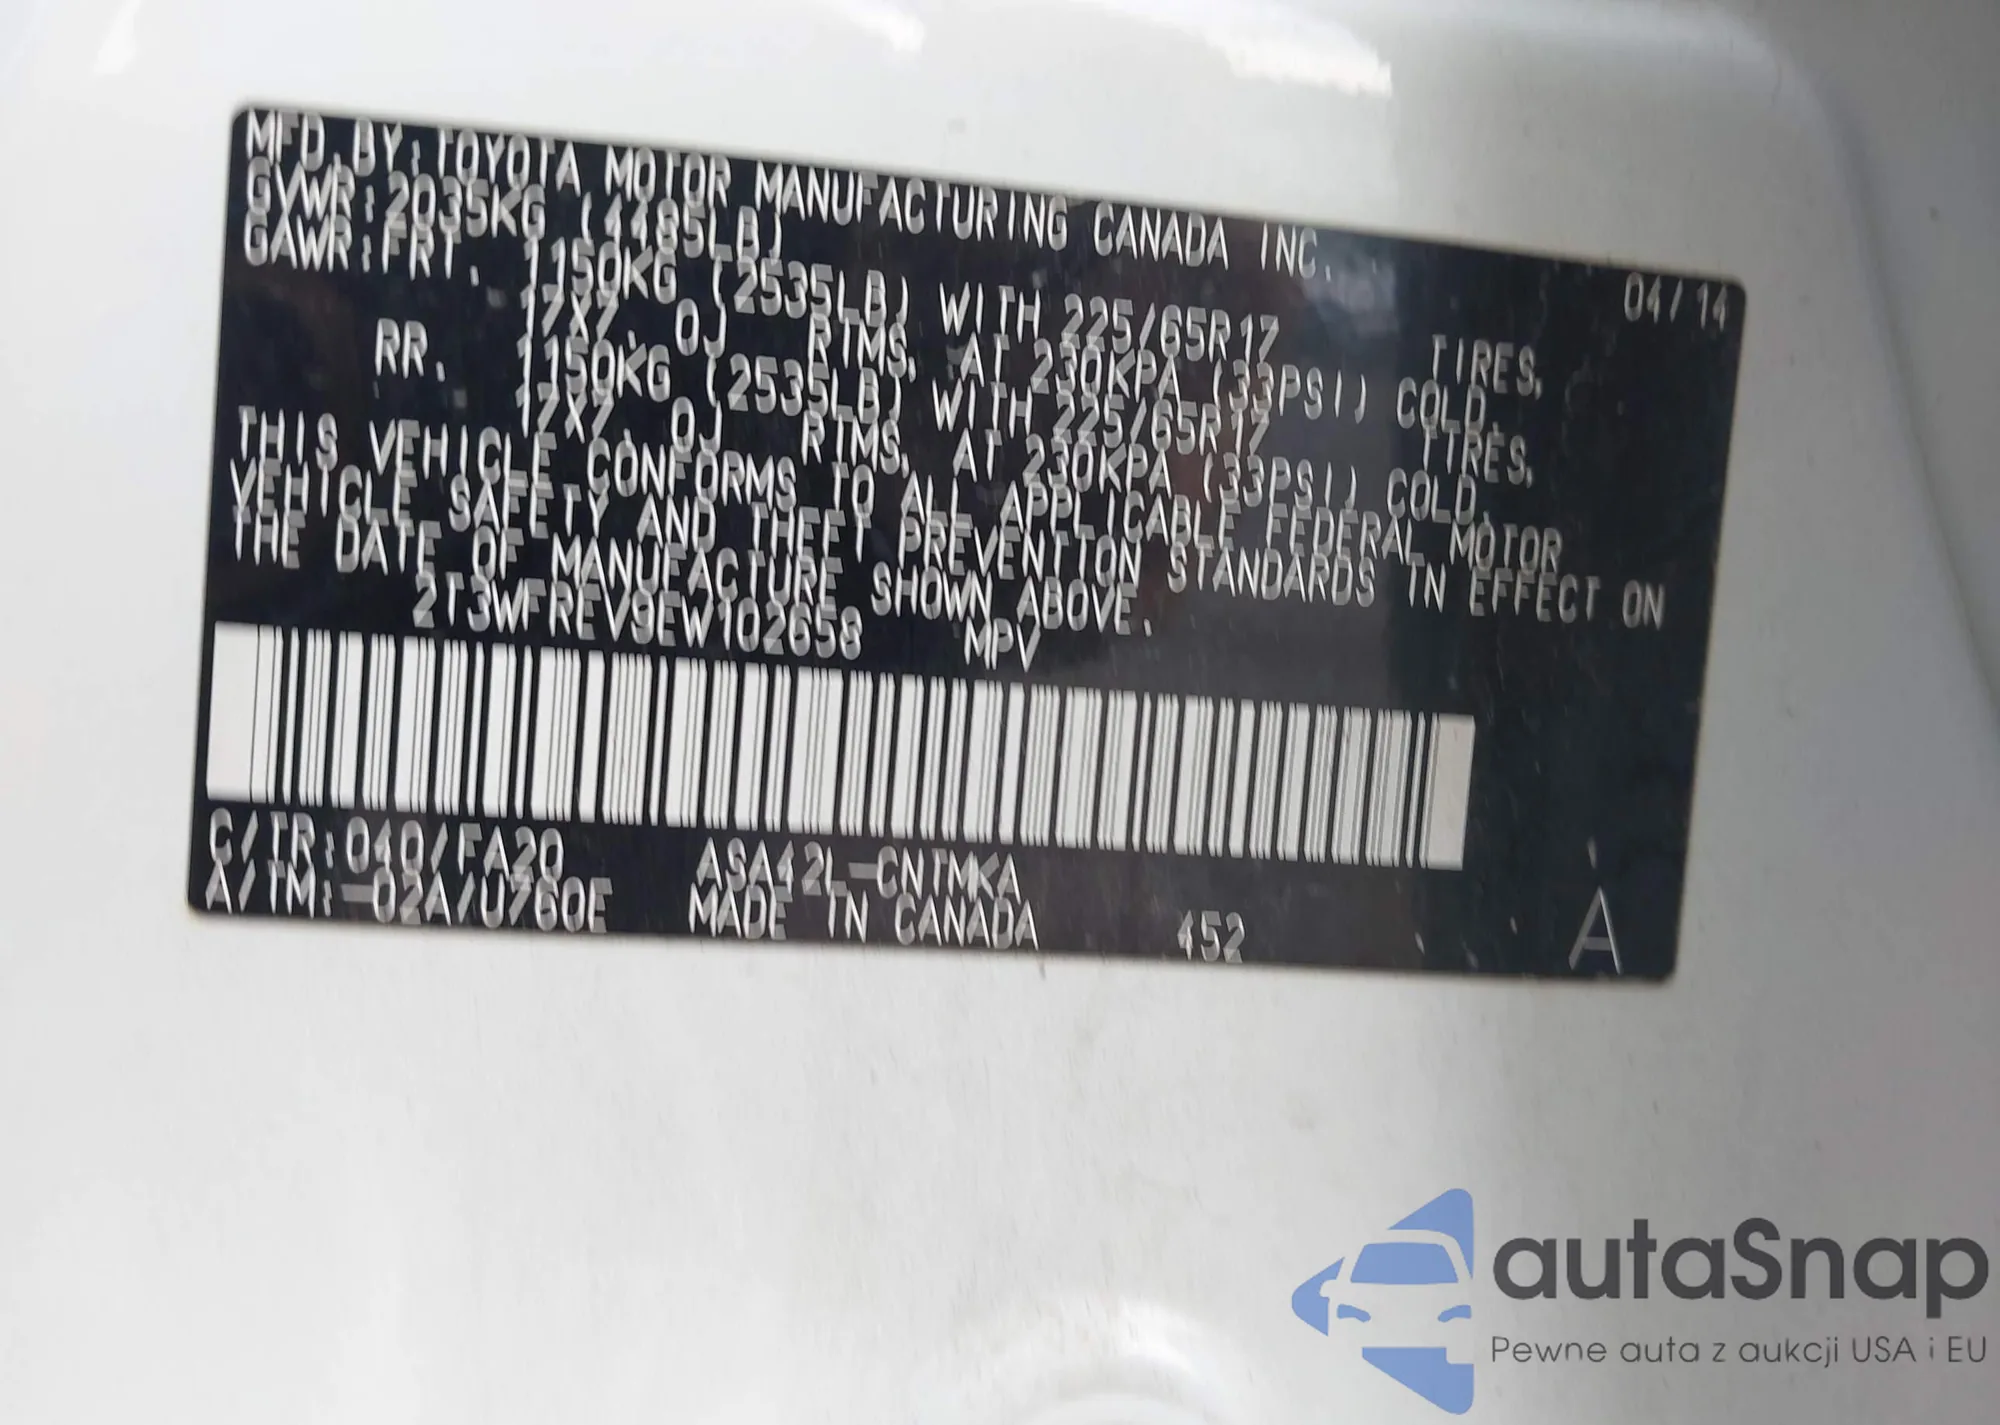 MFD.BY:TOYOTA MOTOR MANUFACTURING CANADA INC. 04/14
GVWR:2035KG (4485LB)
GAWR:FRT. 1150KG (2535LB) WITH 225/65R17 TIRES,
17X7.0J RIMS, AT 230KPA (33PSI) COLD.
RR. 1150KG (2535LB) WITH 225/65R17 TIRES,
17X7.0J RIMS, AT 230KPA (33PSI) COLD.
THIS VEHICLE CONFORMS TO ALL APPLICABLE FEDERAL MOTOR
VEHICLE SAFETY AND THEFT PREVENTION STANDARDS IN EFFECT ON
THE DATE OF MANUFACTURE SHOWN ABOVE.
2T3WFREV9EW102658 MPV
C/TR:040/FA20 ASA42L-CNTMKA
A/TM:-02A/U760E MADE IN CANADA 452 A
autaSnap
Pewne auta z aukcji USA i EU